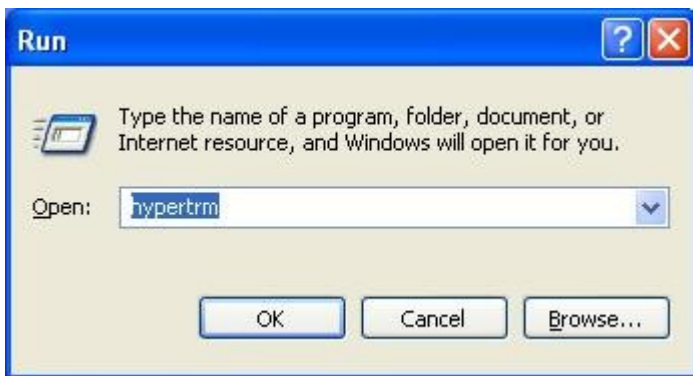 Run
Type the name of a program, folder, document, or
Internet resource, and Windows will open it for you.
Open: hypertrm
OK Cancel Browse...